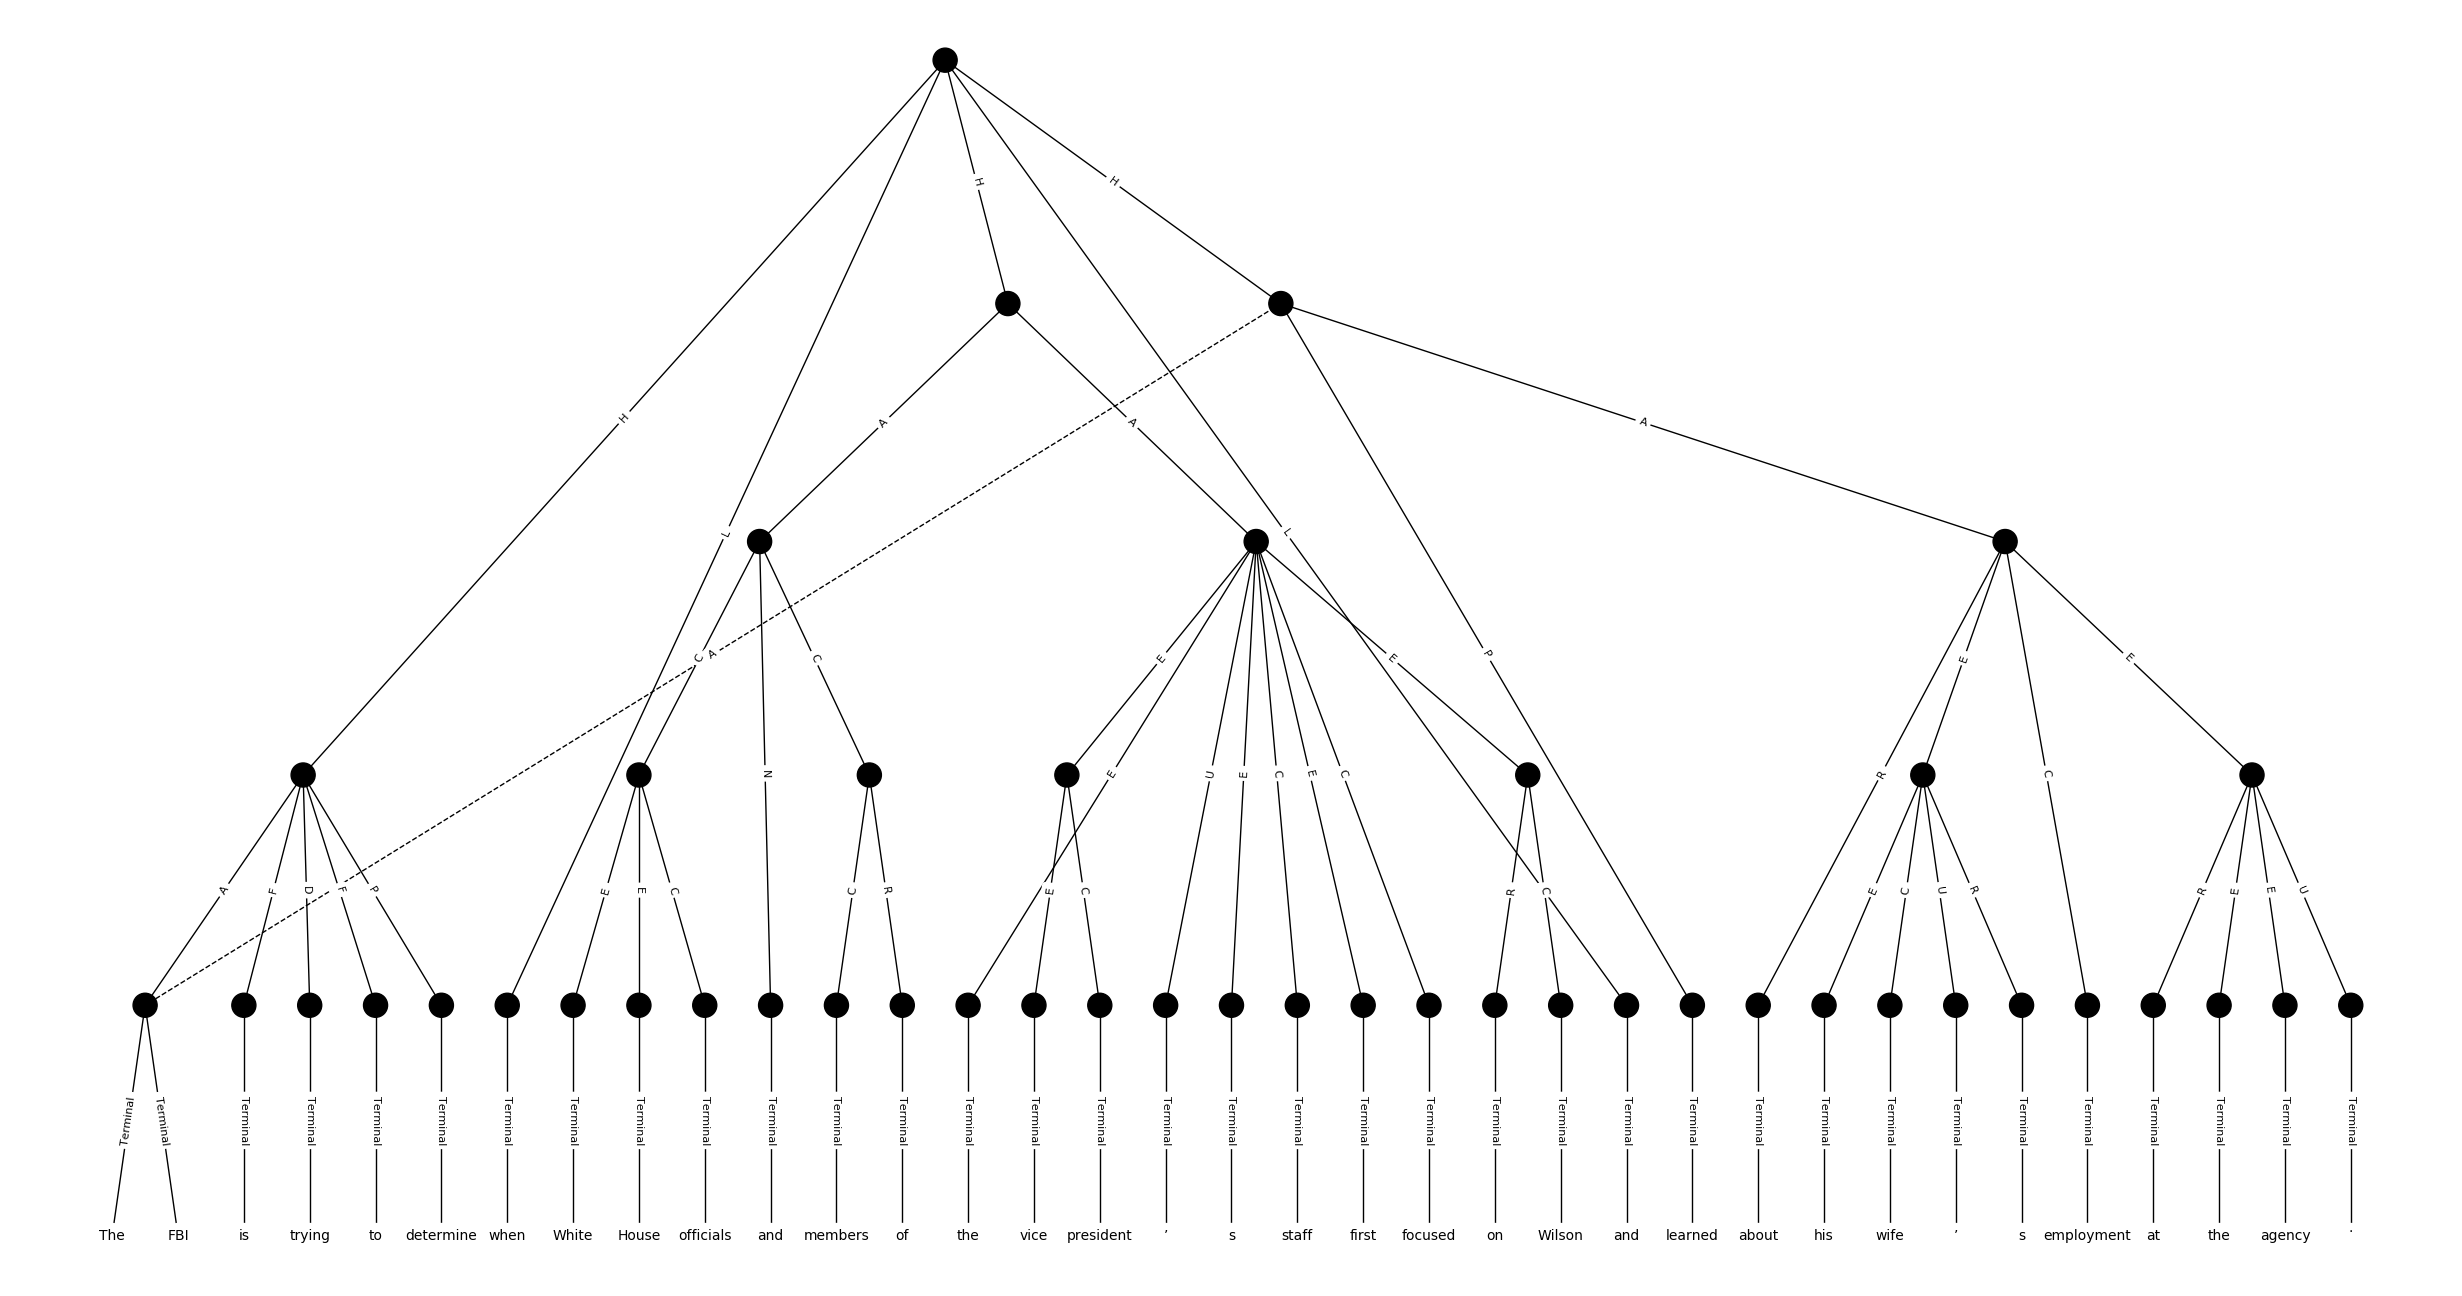 H
H
H
A
A
A
L
L
P
C
A
C
E
E
E
E
N
E
U
E
C
E
C
R
C
A
F
D
F
P
E
E
C
C
R
E
C
R
C
E
C
U
R
R
E
E
U
Terminal Terminal Terminal Terminal Terminal Terminal Terminal Terminal Terminal Terminal Terminal Terminal Terminal Terminal Terminal Terminal Terminal Terminal Terminal Terminal Terminal Terminal Terminal Terminal Terminal Terminal Terminal Terminal Terminal Terminal Terminal Terminal Terminal Terminal Terminal
The FBI is trying to determine when White House officials and members of the vice president ’ s staff first focused on Wilson and learned about his wife ’ s employment at the agency .